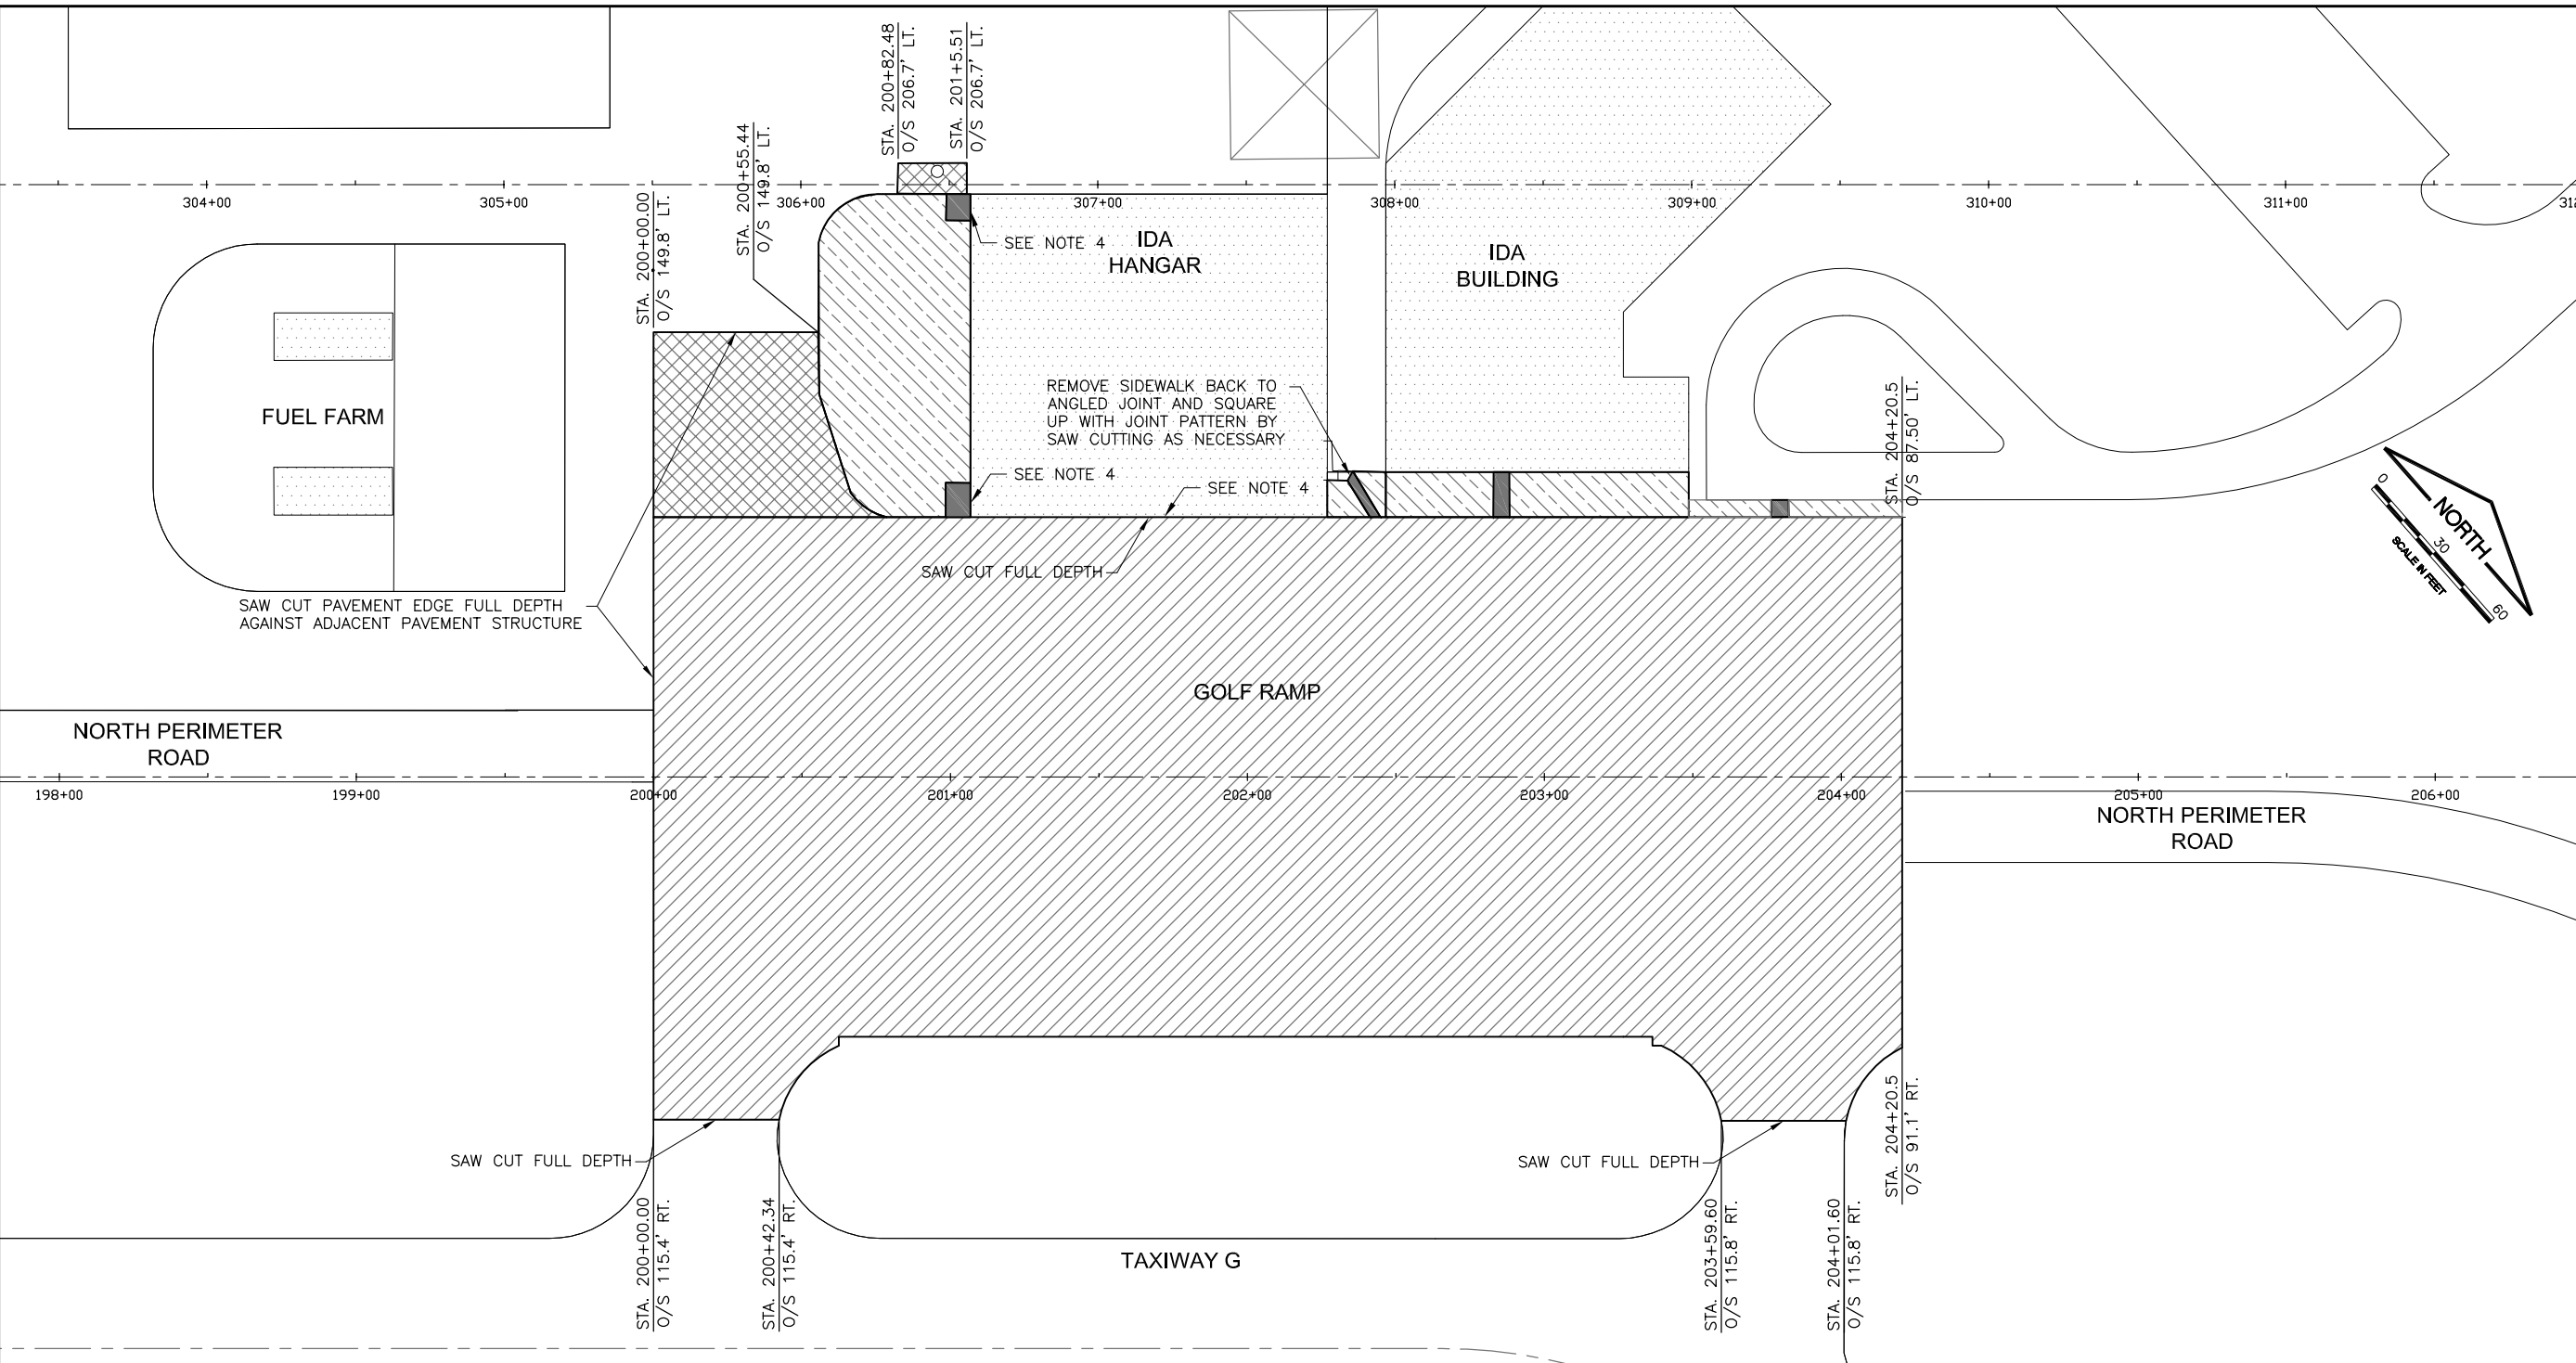 STA. 200+82.48
O/S 206.7' LT.
STA. 201+5.51
O/S 206.7' LT.
STA. 200+55.44
O/S 149.8' LT.
STA. 200+00.00
O/S 149.8' LT.
304+00
305+00
306+00
307+00
308+00
309+00
310+00
311+00
SEE NOTE 4
IDA
HANGAR
IDA
BUILDING
FUEL FARM
REMOVE SIDEWALK BACK TO
ANGLED JOINT AND SQUARE
UP WITH JOINT PATTERN BY
SAW CUTTING AS NECESSARY
STA. 204+20.5
O/S 87.50' LT.
SEE NOTE 4
SEE NOTE 4
NORTH
0
30
60
SCALE IN FEET
SAW CUT FULL DEPTH
SAW CUT PAVEMENT EDGE FULL DEPTH
AGAINST ADJACENT PAVEMENT STRUCTURE
GOLF RAMP
NORTH PERIMETER
ROAD
198+00
199+00
200+00
201+00
202+00
203+00
204+00
205+00
206+00
NORTH PERIMETER
ROAD
SAW CUT FULL DEPTH
SAW CUT FULL DEPTH
STA. 204+20.5
O/S 91.1' RT.
STA. 200+00.00
O/S 115.4' RT.
STA. 200+42.34
O/S 115.4' RT.
TAXIWAY G
STA. 203+59.60
O/S 115.8' RT.
STA. 204+01.60
O/S 115.8' RT.